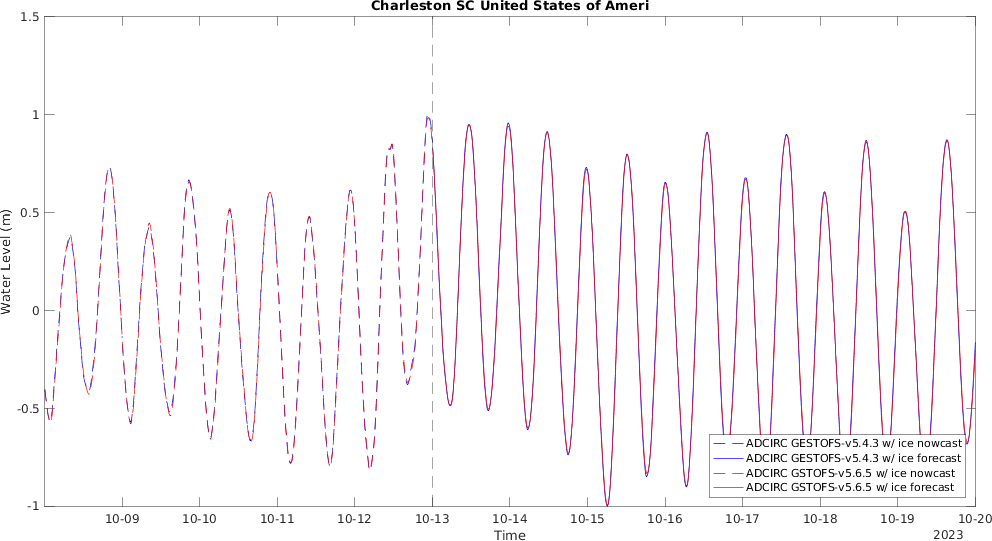 Charleston SC United States of Ameri
1.5
1
0.5
0
-0.5
-1
Water Level (m)
ADCIRC GESTOFS-v5.4.3 w/ ice nowcast
ADCIRC GESTOFS-v5.4.3 w/ ice forecast
ADCIRC GSTOFS-v5.6.5 w/ ice nowcast
ADCIRC GSTOFS-v5.6.5 w/ ice forecast
10-09 10-10 10-11 10-12 10-13 10-14 10-15 10-16 10-17 10-18 10-19 10-20
Time
2023